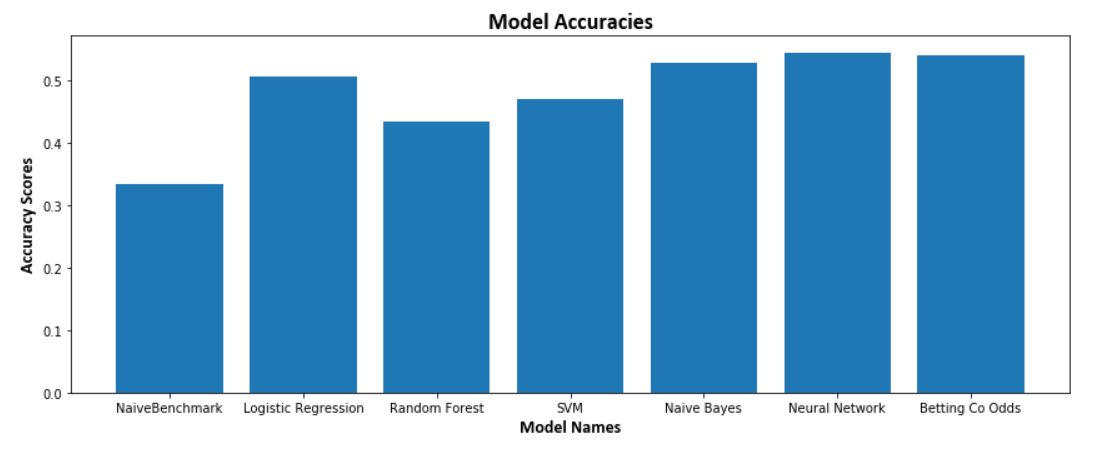 Model Accuracies
Accuracy Scores
0.5
0.4
0.3
0.2
0.1
0.0
NaiveBenchmark Logistic Regression Random Forest SVM Naive Bayes Neural Network Betting Co Odds
Model Names